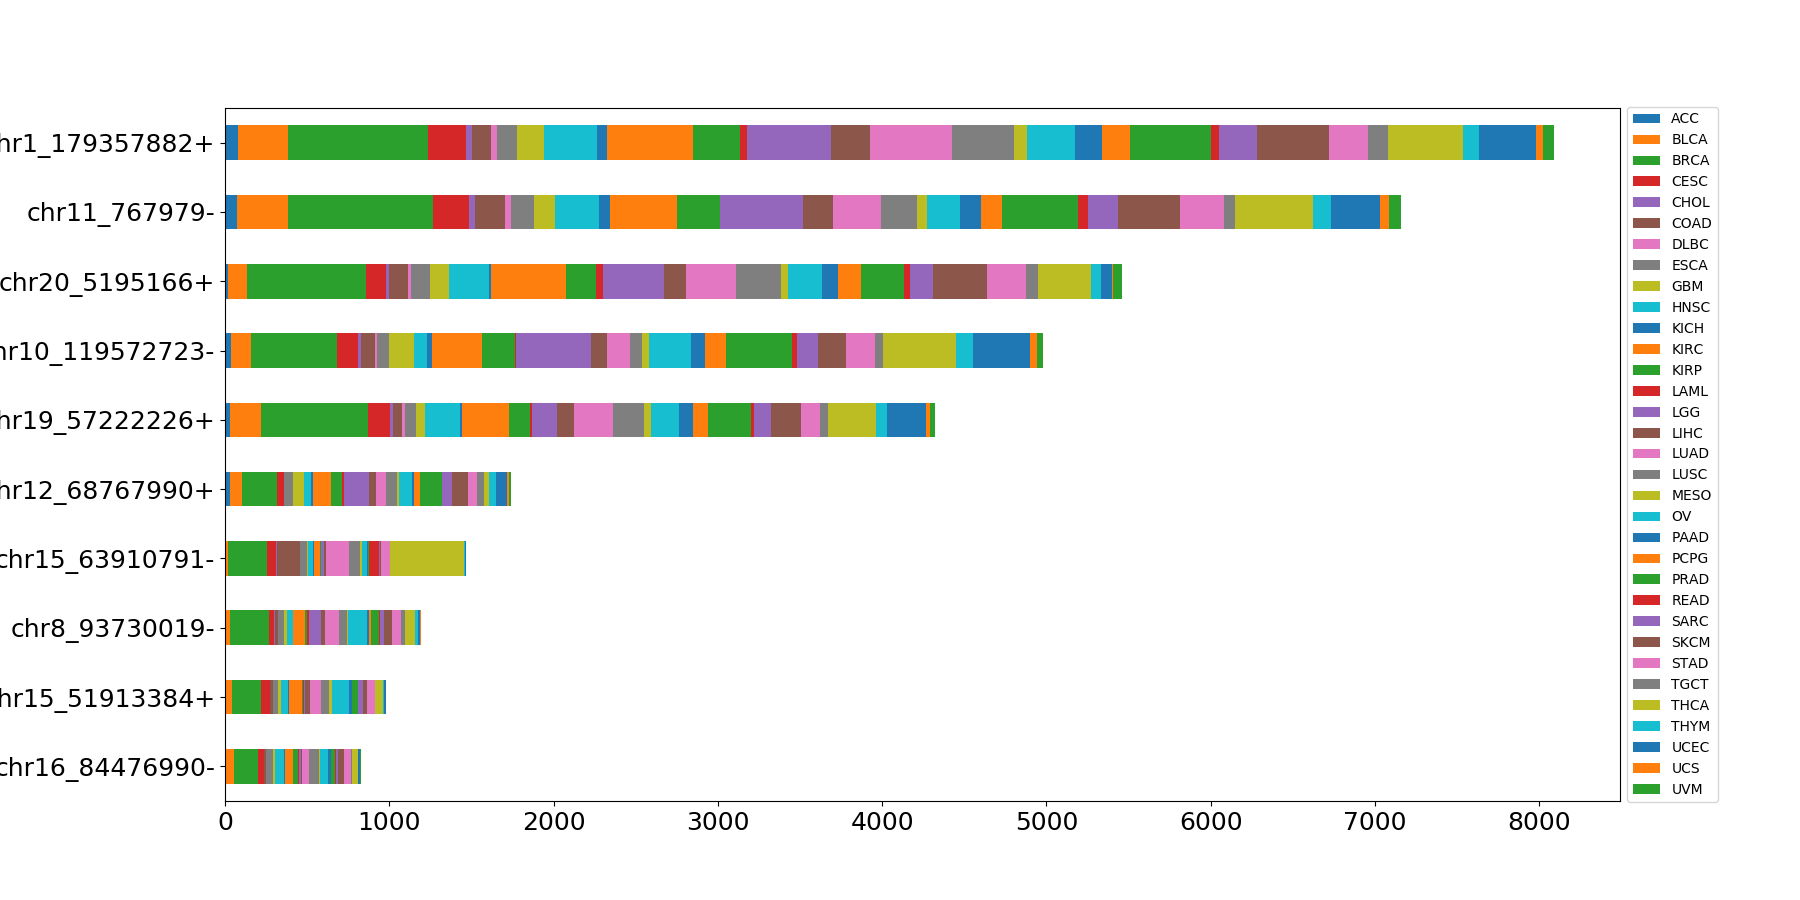 hr1_179357882+
chr11_767979-
chr20_5195166+
hr10_119572723-
hr19_57222226+
hr12_68767990+
chr15_63910791-
chr8_93730019-
hr15_51913384+
chr16_84476990-
0 1000 2000 3000 4000 5000 6000 7000 8000
ACC
BLCA
BRCA
CESC
CHOL
COAD
DLBC
ESCA
GBM
HNSC
KICH
KIRC
KIRP
LAML
LGG
LIHC
LUAD
LUSC
MESO
OV
PAAD
PCPG
PRAD
READ
SARC
SKCM
STAD
TGCT
THCA
THYM
UCEC
UCS
UVM